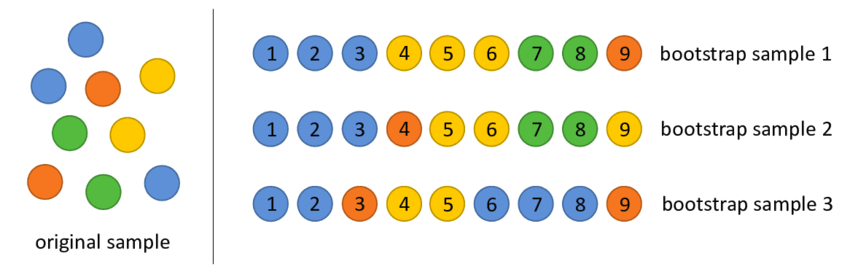 1 2 3 4 5 6 7 8 9 bootstrap sample 1
1 2 3 4 5 6 7 8 9 bootstrap sample 2
1 2 3 4 5 6 7 8 9 bootstrap sample 3
original sample